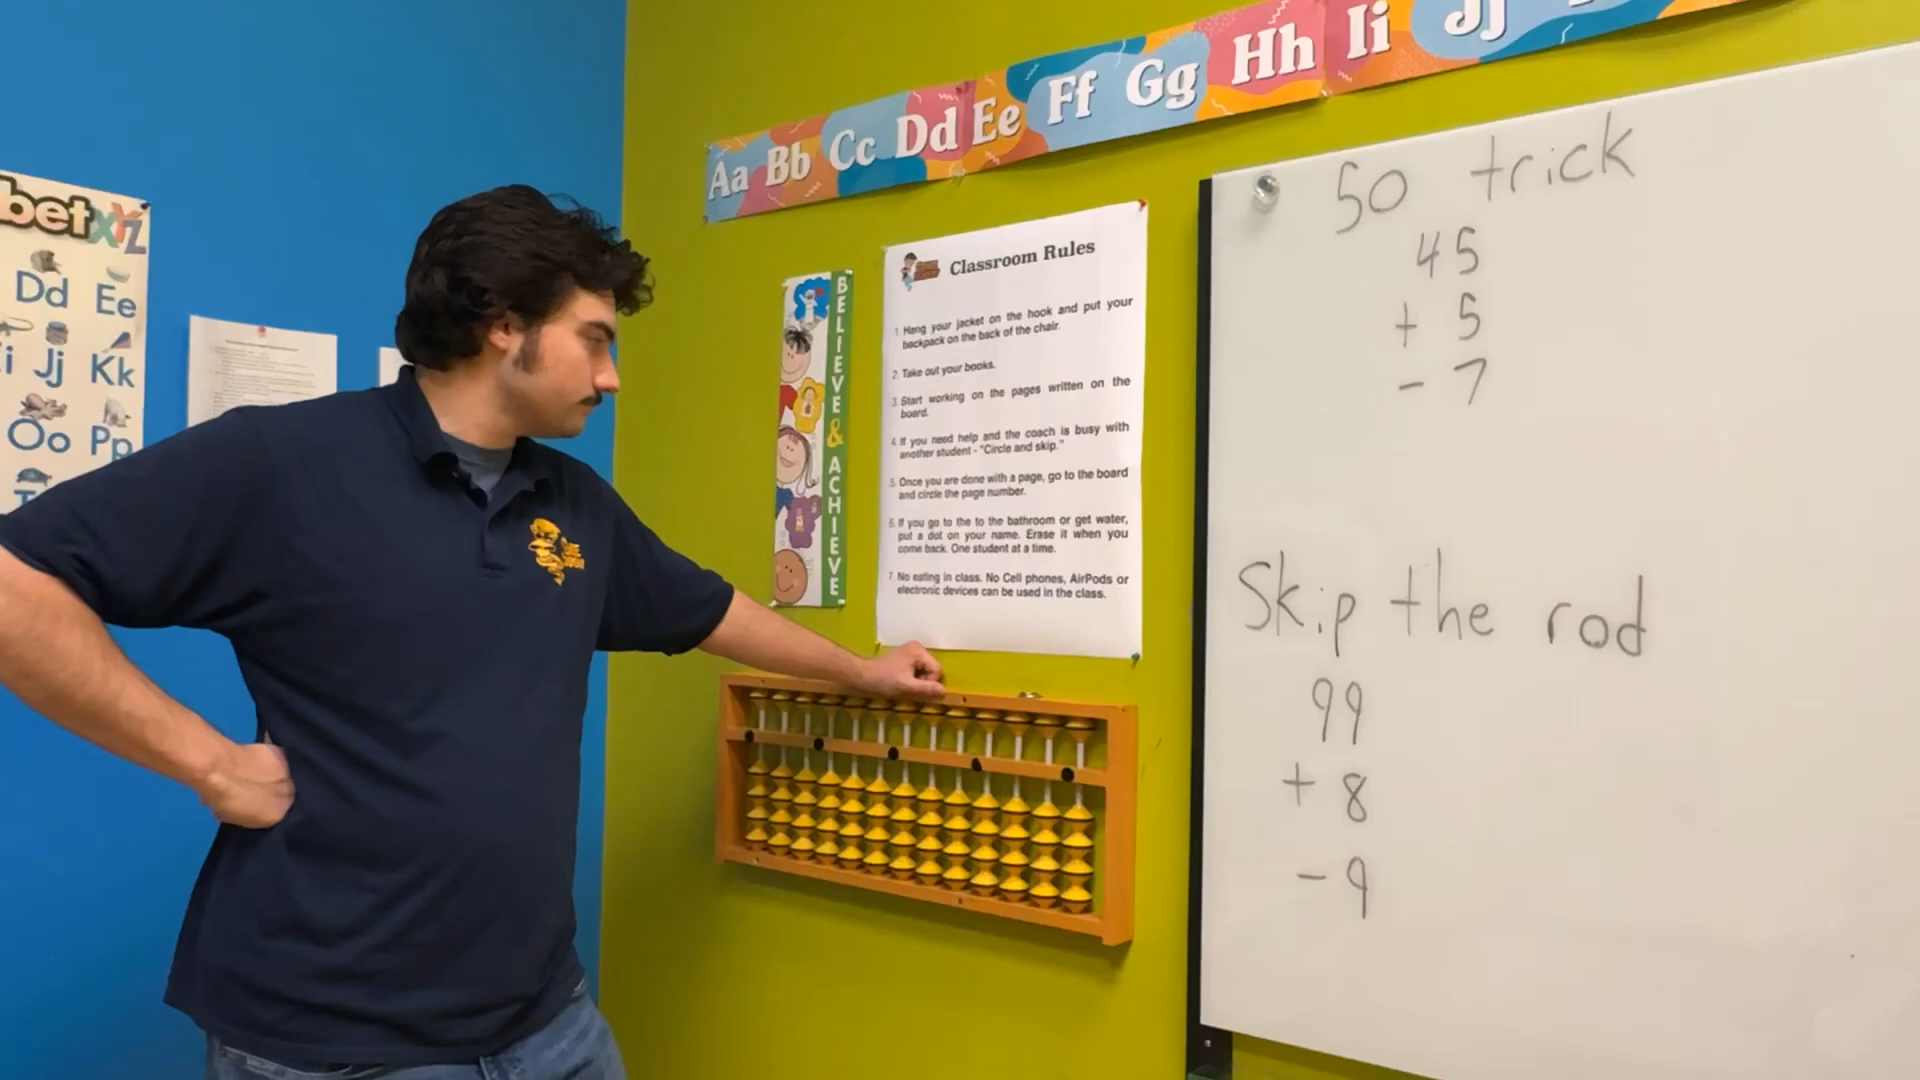 bet XYZ
Dd Ee
i Jj Kk
Oo Pp
Aa Bb Cc Dd Ee Ff Gg Hh Ii Jj
BELIEVE & ACHIEVE
Classroom Rules
1. Hang your jacket on the hook and put your
backpack on the back of the chair.
2. Take out your books.
3. Start working on the pages written on the
board.
4. If you need help and the coach is busy with
another student - "Circle and skip."
5. Once you are done with a page, go to the board
and circle the page number.
6. If you go to the to the bathroom or get water,
put a dot on your name. Erase it when you
come back. One student at a time.
7. No eating in class. No Cell phones, AirPods or
electronic devices can be used in the class.
50 trick
45
+ 5
- 7
Skip the rod
99
+ 8
- 9